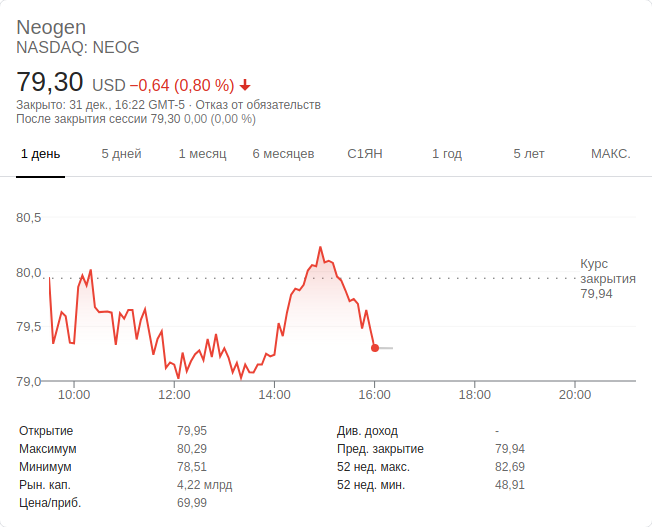 Neogen
NASDAQ: NEOG
79,30 USD −0,64 (0,80 %)
Закрыто: 31 дек., 16:22 GMT-5 · Отказ от обязательств
После закрытия сессии 79,30 0,00 (0,00 %)
1 день 5 дней 1 месяц 6 месяцев С1ЯН 1 год 5 лет МАКС.
80,5
Курс
80,0 закрытия
79,94
79,5
79,0
10:00 12:00 14:00 16:00 18:00 20:00
Открытие 79,95 Див. доход -
Максимум 80,29 Пред. закрытие 79,94
Минимум 78,51 52 нед. макс. 82,69
Рын. кап. 4,22 млрд 52 нед. мин. 48,91
Цена/приб. 69,99